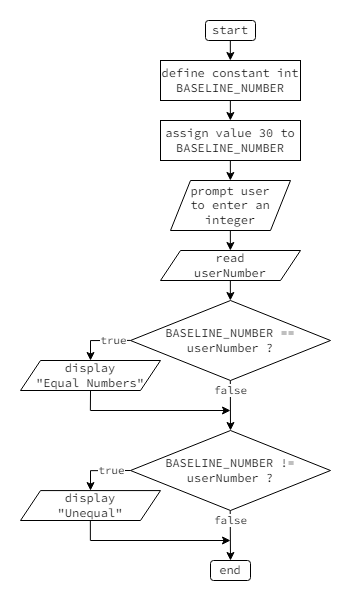 start
define constant int
BASELINE_NUMBER
assign value 30 to
BASELINE_NUMBER
prompt user
to enter an
integer
read
userNumber
BASELINE_NUMBER ==
userNumber ?
true
display
"Equal Numbers"
false
BASELINE_NUMBER !=
userNumber ?
true
display
"Unequal"
false
end